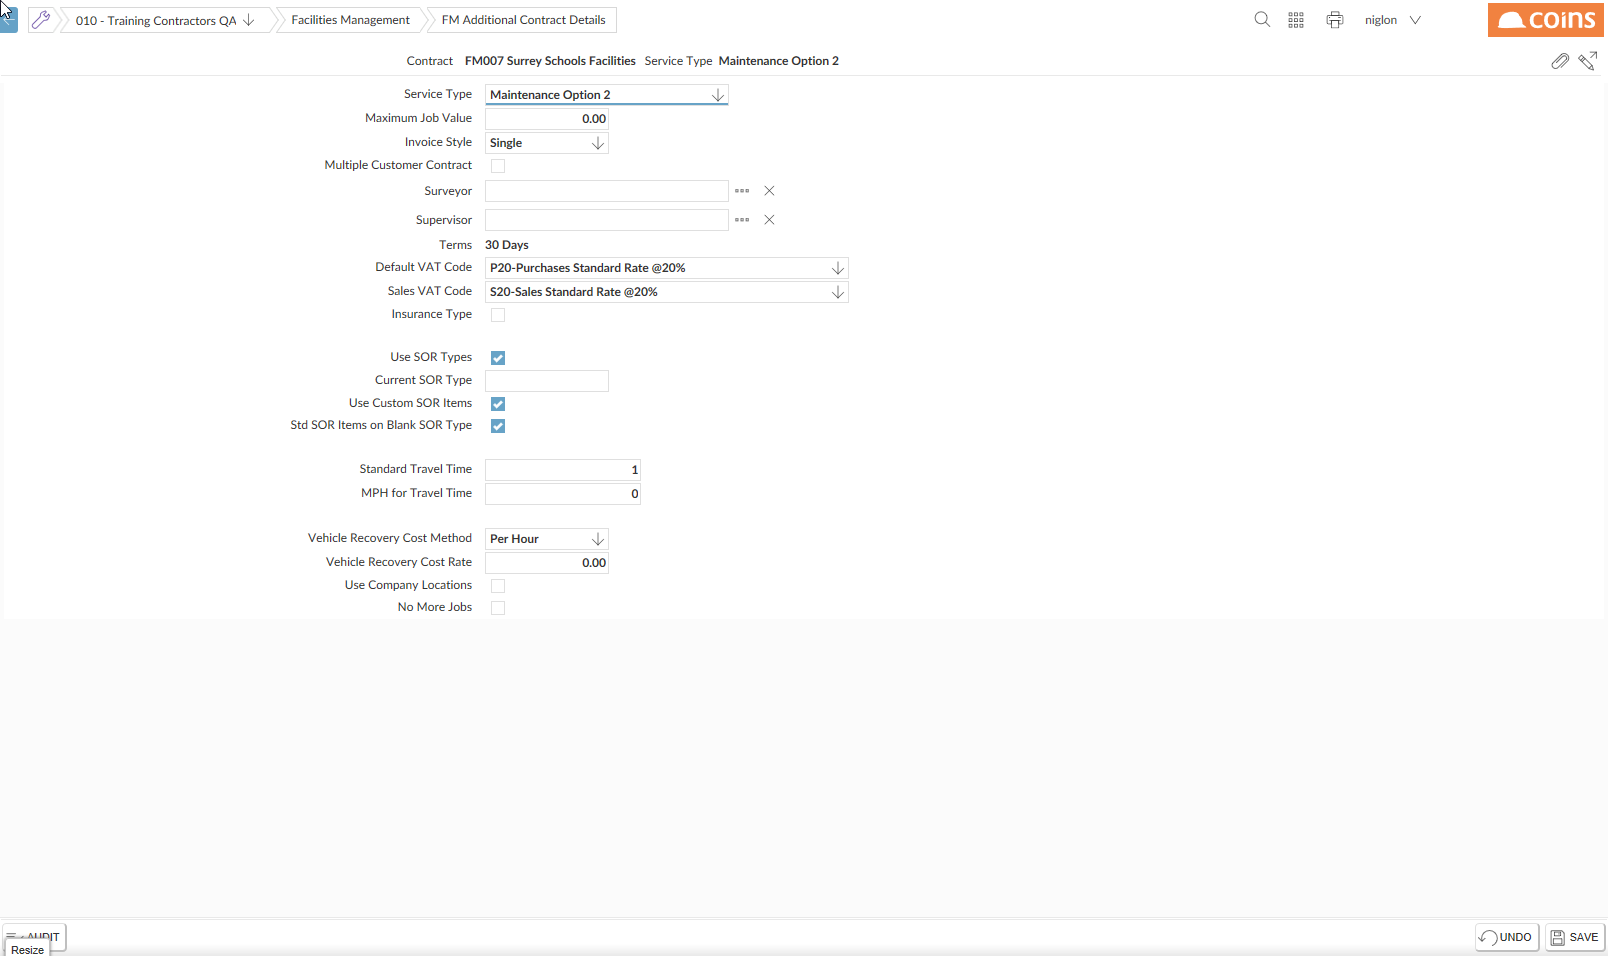 010 - Training Contractors QA Facilities Management FM Additional Contract Details niglon coins
Contract FM007 Surrey Schools Facilities Service Type Maintenance Option 2
Service Type Maintenance Option 2
Maximum Job Value 0.00
Invoice Style Single
Multiple Customer Contract
Surveyor
Supervisor
Terms 30 Days
Default VAT Code P20-Purchases Standard Rate @20%
Sales VAT Code S20-Sales Standard Rate @20%
Insurance Type
Use SOR Types
Current SOR Type
Use Custom SOR Items
Std SOR Items on Blank SOR Type
Standard Travel Time 1
MPH for Travel Time 0
Vehicle Recovery Cost Method Per Hour
Vehicle Recovery Cost Rate 0.00
Use Company Locations
No More Jobs
AUDIT UNDO SAVE
Resize